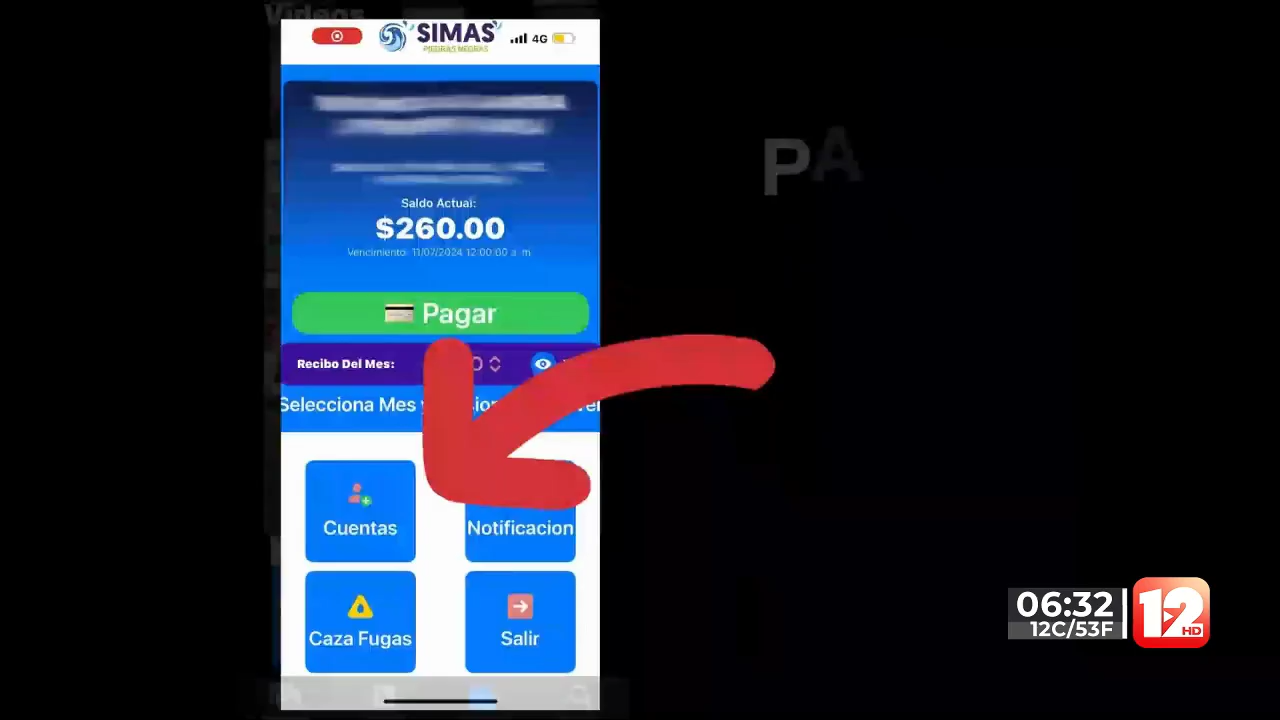 Videos
SIMAS
PIEDRAS NEGRAS
4G
Saldo Actual:
$260.00
Vencimiento: 11/07/2024 12:00:00 a. m.
Pagar
Recibo Del Mes:
Selecciona Mes
Cuentas
Notificacion
Caza Fugas
Salir
PA
06:32
12C/53F
12
HD